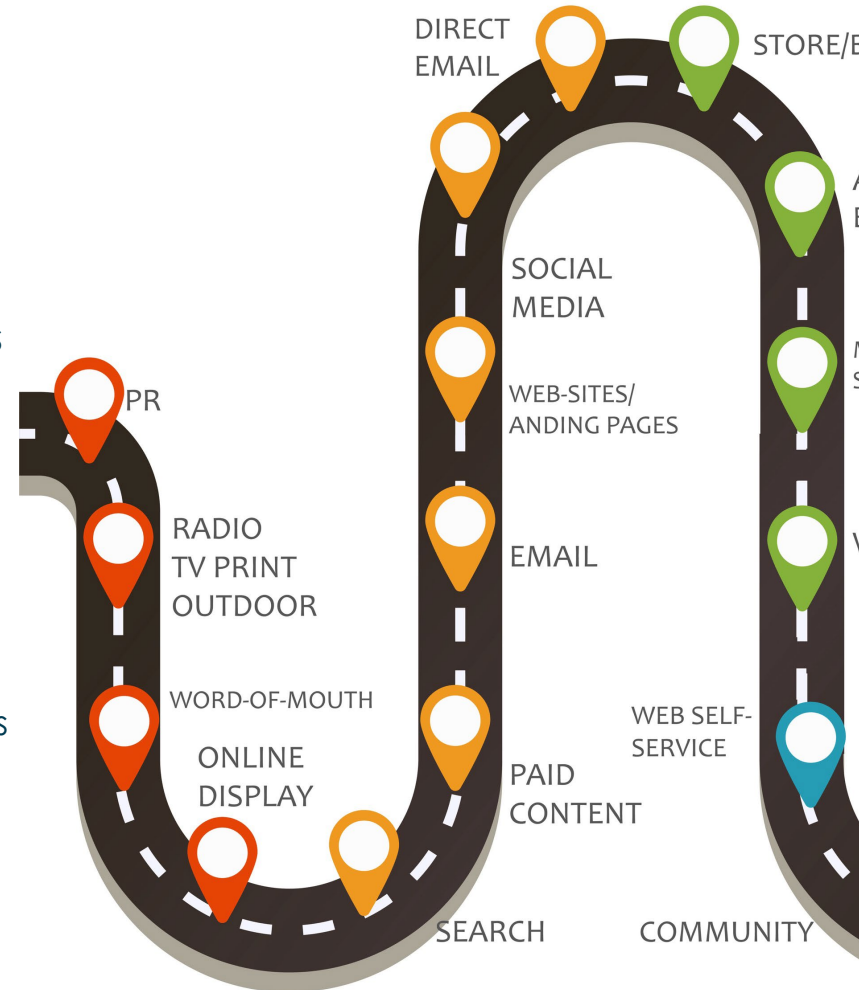 DIRECT
EMAIL
STORE/
SOCIAL
MEDIA
WEB-SITES/
ANDING PAGES
PR
RADIO
TV PRINT
OUTDOOR
EMAIL
WORD-OF-MOUTH
ONLINE
DISPLAY
WEB SELF-
SERVICE
PAID
CONTENT
SEARCH
COMMUNITY